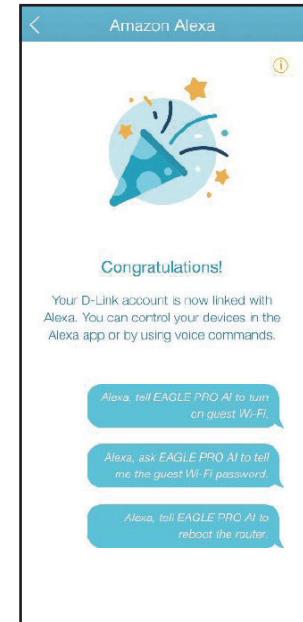 Amazon Alexa
Congratulations!
Your D-Link account is now linked with
Alexa. You can control your devices in the
Alexa app or by using voice commands.
Alexa, tell EAGLE PRO AI to turn
on guest Wi-Fi.
Alexa, ask EAGLE PRO AI to tell
me the guest Wi-Fi password.
Alexa, tell EAGLE PRO AI to
reboot the router.